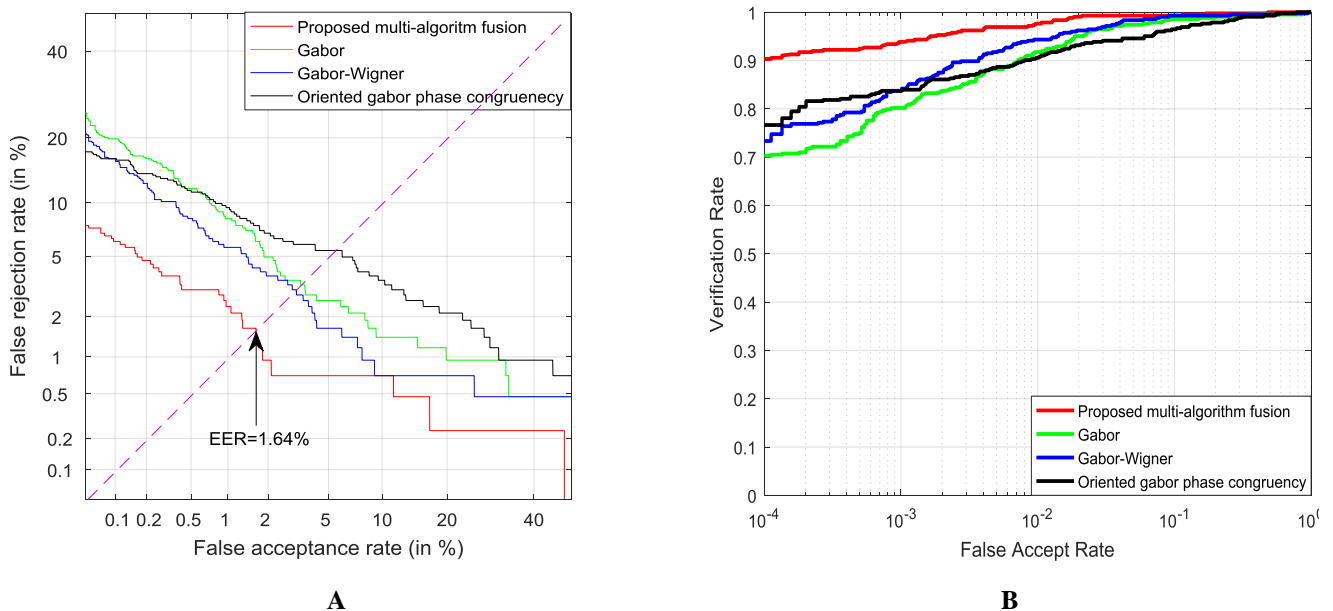 Proposed multi-algoritm fusion
Gabor
Gabor-Wigner
Oriented gabor phase congruenecy
False rejection rate (in %)
40
20
10
5
2
1
0.5
0.2
0.1
EER=1.64%
0.1 0.2 0.5 1 2 5 10 20 40
False acceptance rate (in %)
A
Verification Rate
1
0.9
0.8
0.7
0.6
0.5
0.4
0.3
0.2
0.1
0
Proposed multi-algorithm fusion
Gabor
Gabor-Wigner
Oriented gabor phase congruency
10⁻⁴ 10⁻³ 10⁻² 10⁻¹ 10⁰
False Accept Rate
B